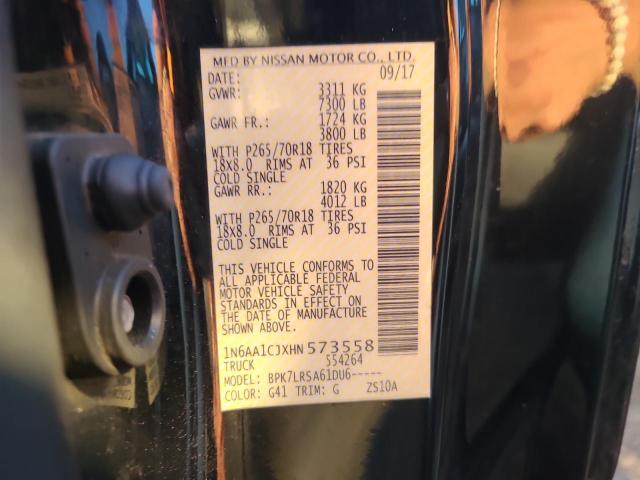 MFD BY NISSAN MOTOR CO., LTD.
DATE: 09/17
GVWR: 3311 KG
7300 LB
GAWR FR.: 1724 KG
3800 LB
WITH P265/70R18 TIRES
18X8.0 RIMS AT 36 PSI
COLD SINGLE
GAWR RR.: 1820 KG
4012 LB
WITH P265/70R18 TIRES
18X8.0 RIMS AT 36 PSI
COLD SINGLE
THIS VEHICLE CONFORMS TO
ALL APPLICABLE FEDERAL
MOTOR VEHICLE SAFETY
STANDARDS IN EFFECT ON
THE DATE OF MANUFACTURE
SHOWN ABOVE.
1N6AA1CJXHN573558
TRUCK 554264
MODEL: BPK7LRSA61DU6-----
COLOR: G41 TRIM: G ZS10A